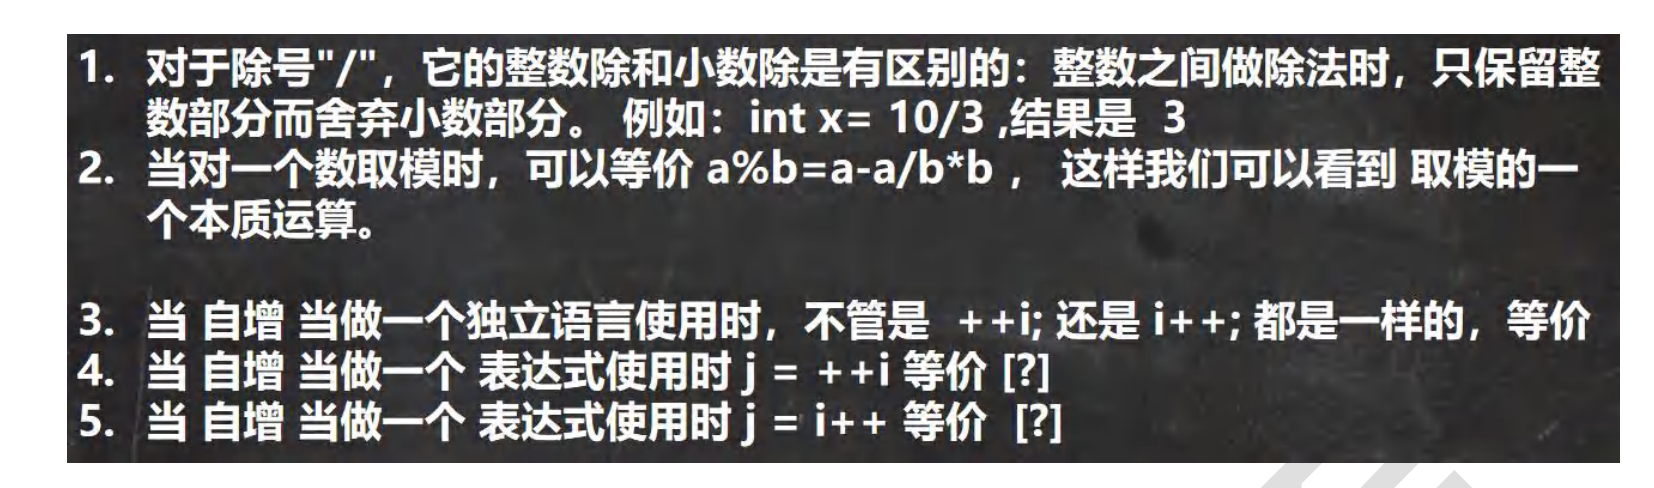 1. 对于除号"/"，它的整数除和小数除是有区别的：整数之间做除法时，只保留整
数部分而舍弃小数部分。 例如：int x= 10/3 ,结果是 3
2. 当对一个数取模时，可以等价 a%b=a-a/b*b ， 这样我们可以看到 取模的一
个本质运算。
3. 当 自增 当做一个独立语言使用时，不管是 ++i; 还是 i++; 都是一样的，等价
4. 当 自增 当做一个 表达式使用时 j = ++i 等价 [?]
5. 当 自增 当做一个 表达式使用时 j = i++ 等价 [?]